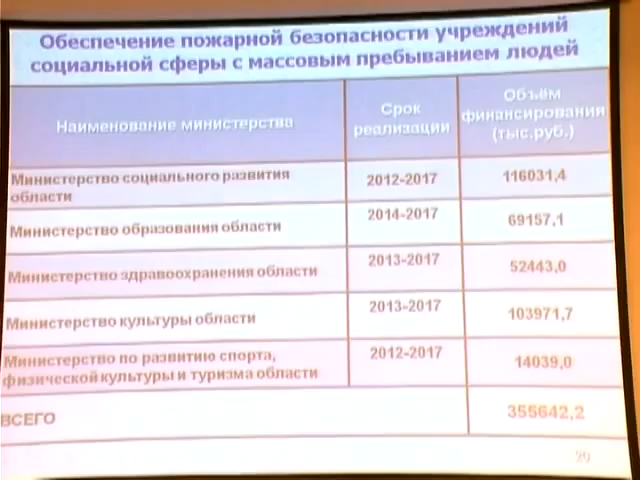 Обеспечение пожарной безопасности учреждений
социальной сферы с массовым пребыванием людей
Наименование министерства
Срок
реализации
Объём
финансирования
(тыс.руб.)
Министерство социального развития
области
2012-2017
116031,4
Министерство образования области
2014-2017
69157,1
Министерство здравоохранения области
2013-2017
52443,0
Министерство культуры области
2013-2017
103971,7
Министерство по развитию спорта,
физической культуры и туризма области
2012-2017
14039,0
ВСЕГО
355642,2
20